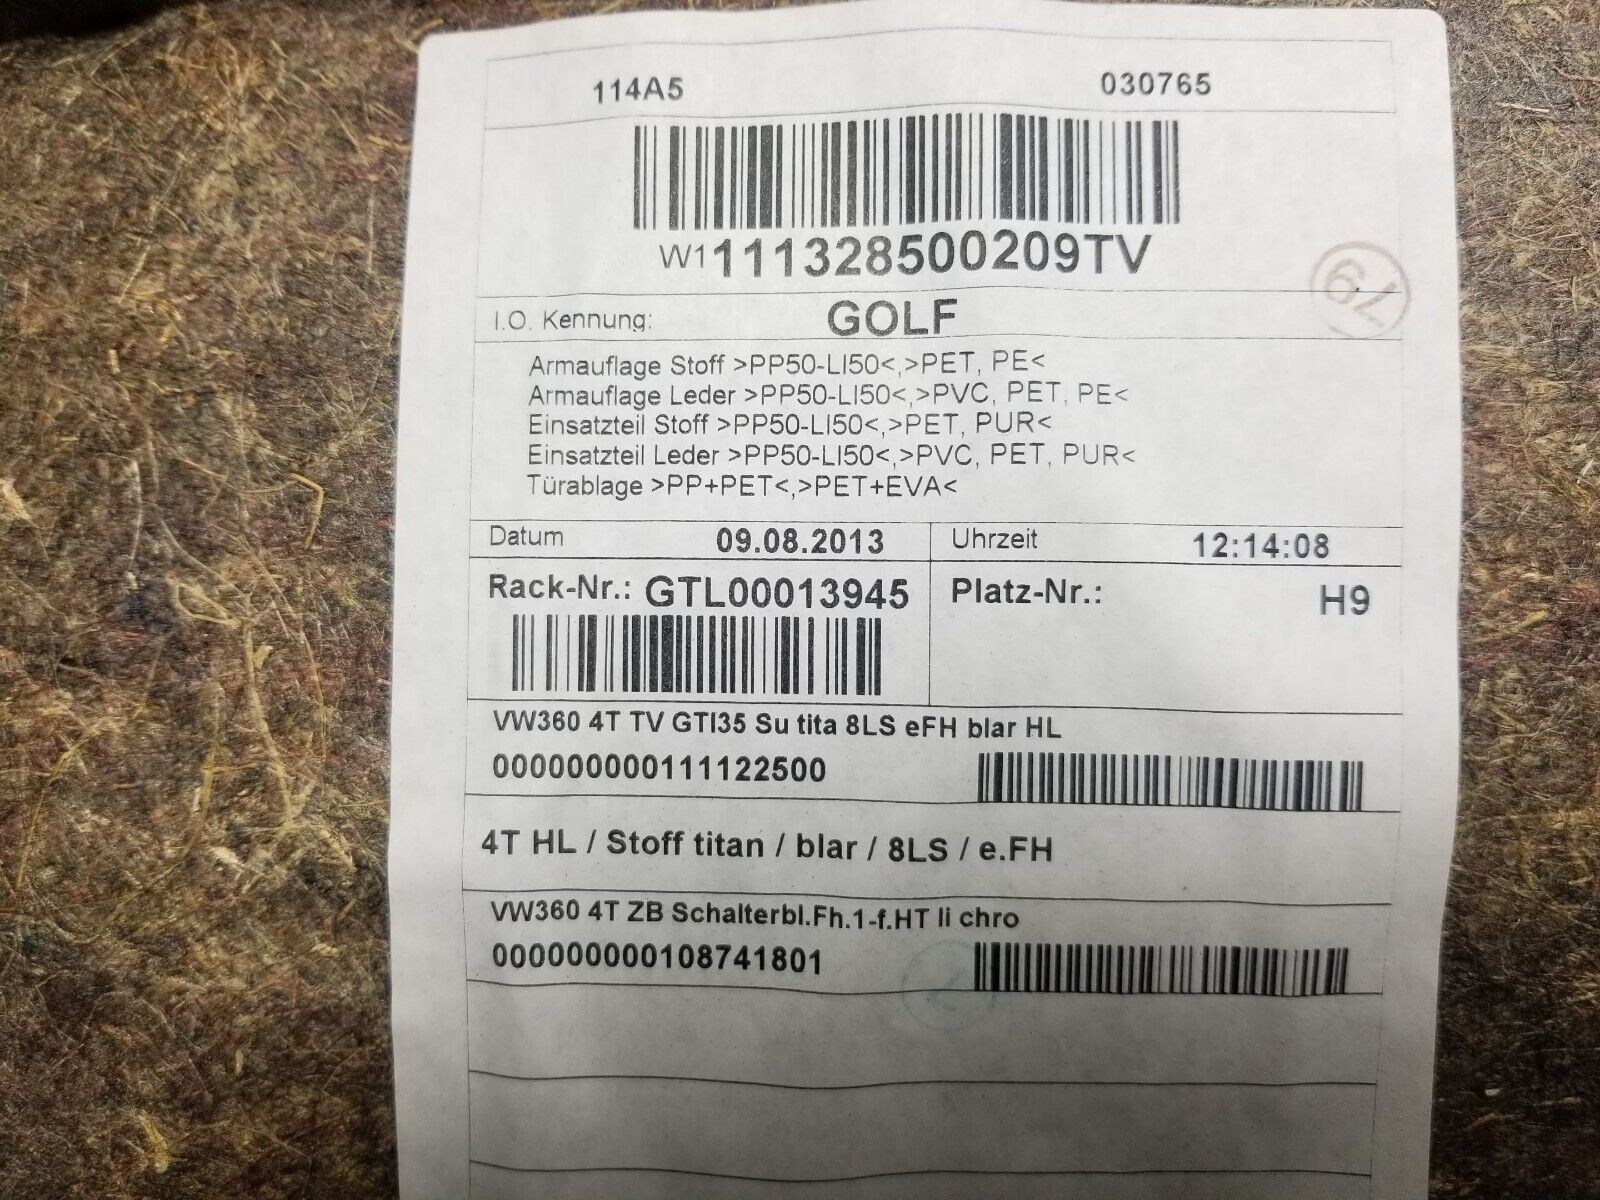 114A5 030765
W1111328500209TV
I.O. Kennung: GOLF
Armauflage Stoff >PP50-LI50<,>PET, PE<
Armauflage Leder >PP50-LI50<,>PVC, PET, PE<
Einsatzteil Stoff >PP50-LI50<,>PET, PUR<
Einsatzteil Leder >PP50-LI50<,>PVC, PET, PUR<
Türablage >PP+PET<,>PET+EVA<
Datum 09.08.2013 Uhrzeit 12:14:08
Rack-Nr.: GTL00013945 Platz-Nr.: H9
VW360 4T TV GTI35 Su tita 8LS eFH blar HL
000000000111122500
4T HL / Stoff titan / blar / 8LS / e.FH
VW360 4T ZB Schalterbl.Fh.1-f.HT li chro
000000000108741801